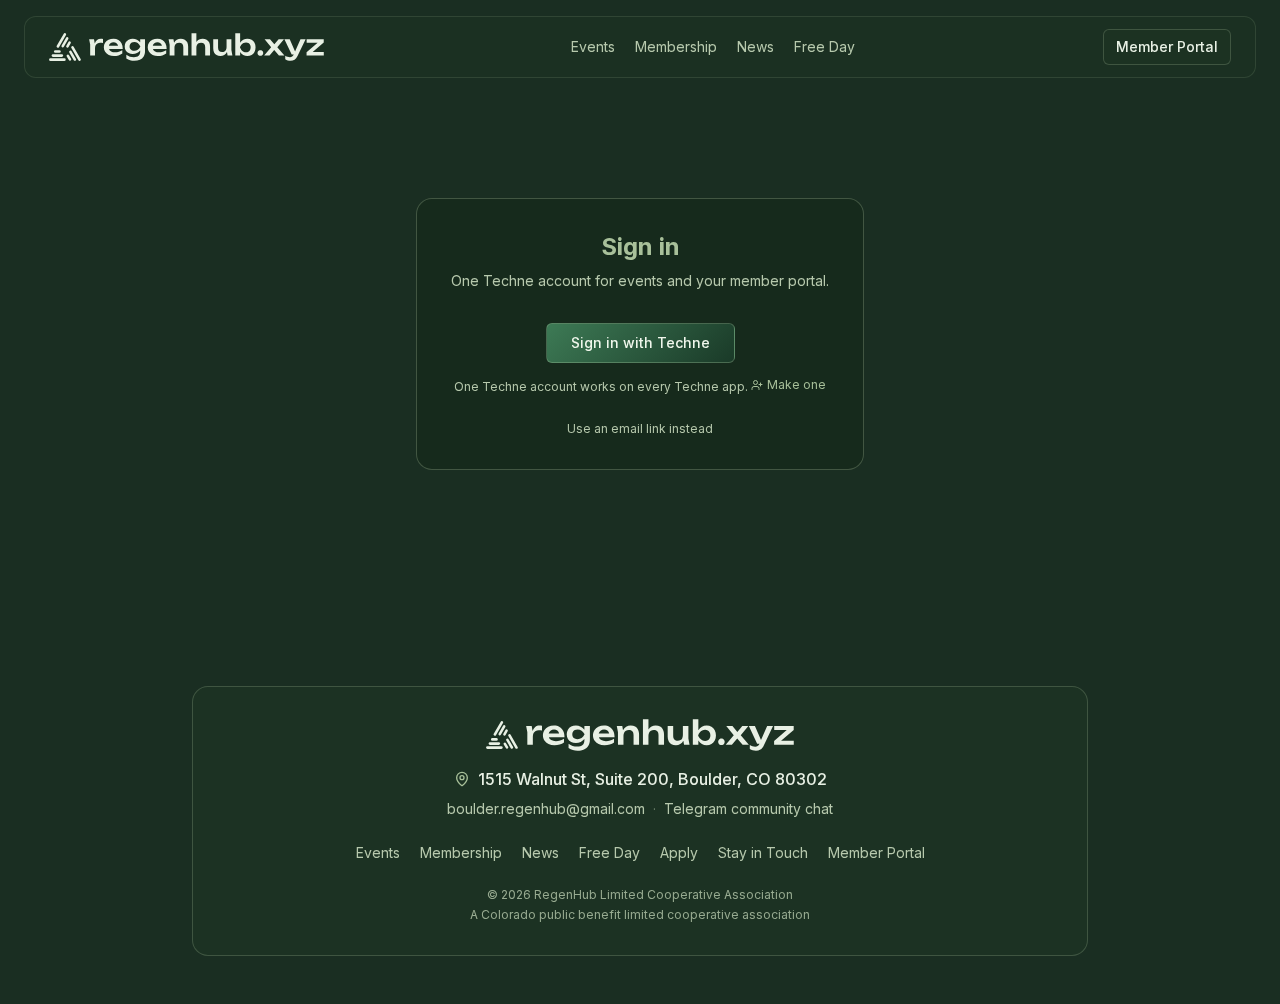 regenhub.xyz
Events Membership News Free Day
Member Portal
Sign in
One Techne account for events and your member portal.
Sign in with Techne
One Techne account works on every Techne app. Make one
Use an email link instead
regenhub.xyz
1515 Walnut St, Suite 200, Boulder, CO 80302
boulder.regenhub@gmail.com · Telegram community chat
Events Membership News Free Day Apply Stay in Touch Member Portal
© 2026 RegenHub Limited Cooperative Association
A Colorado public benefit limited cooperative association